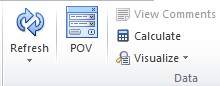 View Comments
Refresh POV Calculate
Visualize
Data